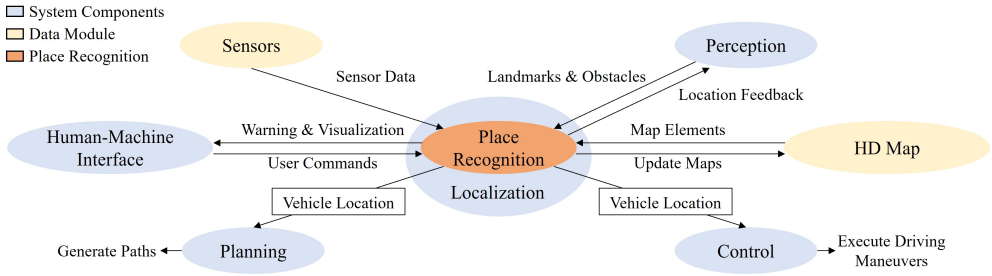 System Components
Data Module
Place Recognition
Sensors
Perception
Sensor Data
Landmarks & Obstacles
Location Feedback
Human-Machine
Interface
Warning & Visualization
User Commands
Place
Recognition
Localization
Map Elements
Update Maps
HD Map
Vehicle Location
Vehicle Location
Generate Paths
Planning
Control
Execute Driving
Maneuvers